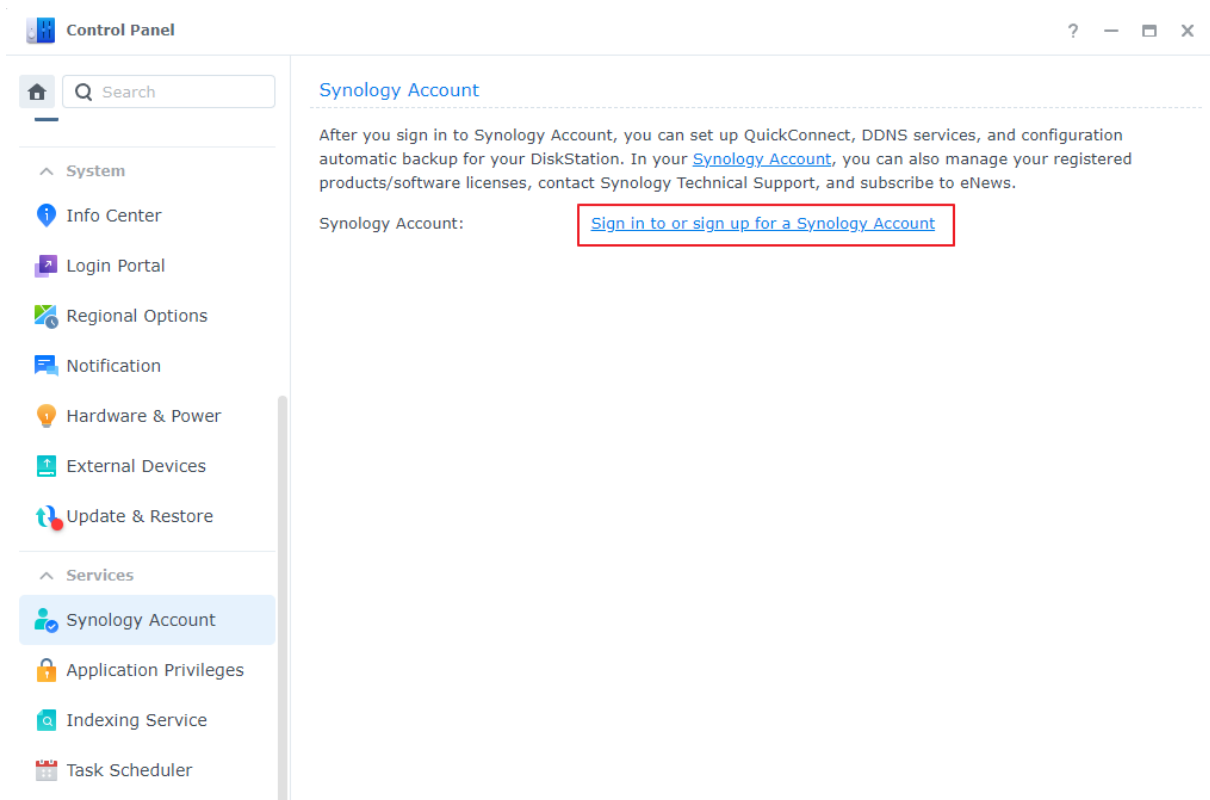 Control Panel
?
Search
System
Info Center
Login Portal
Regional Options
Notification
Hardware & Power
External Devices
Update & Restore
Services
Synology Account
Application Privileges
Indexing Service
Task Scheduler
Synology Account
After you sign in to Synology Account, you can set up QuickConnect, DDNS services, and configuration
automatic backup for your DiskStation. In your Synology Account, you can also manage your registered
products/software licenses, contact Synology Technical Support, and subscribe to eNews.
Synology Account: Sign in to or sign up for a Synology Account